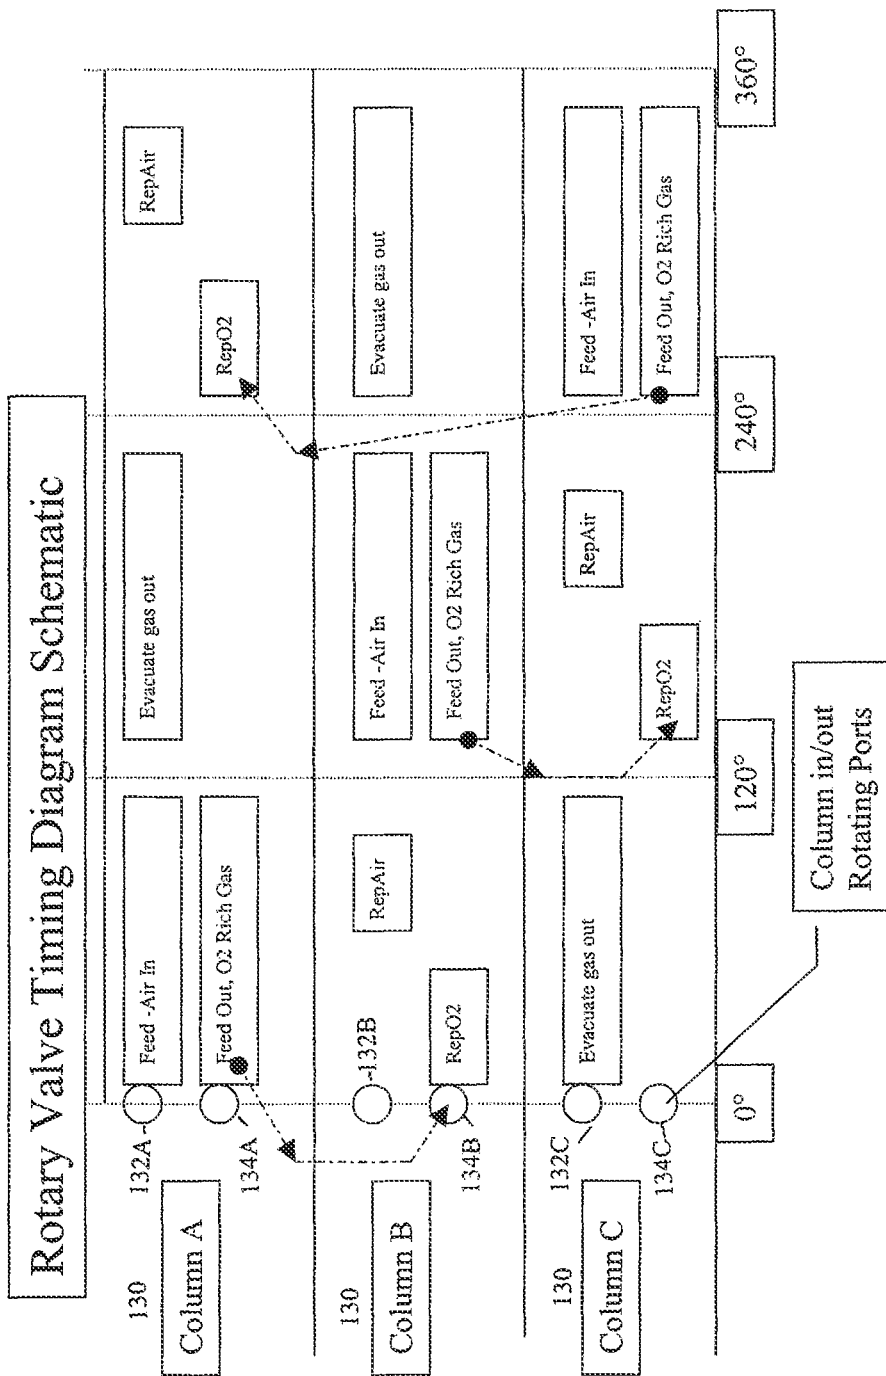 Rotary Valve Timing Diagram Schematic
130
Column A
132A
134A
Feed -Air In
Feed Out, O2 Rich Gas
Evacuate gas out
RepO2
RepAir
130
Column B
132B
134B
RepO2
RepAir
Feed -Air In
Feed Out, O2 Rich Gas
Evacuate gas out
130
Column C
132C
134C
Evacuate gas out
RepO2
RepAir
Feed -Air In
Feed Out, O2 Rich Gas
0°
120°
240°
360°
Column in/out
Rotating Ports